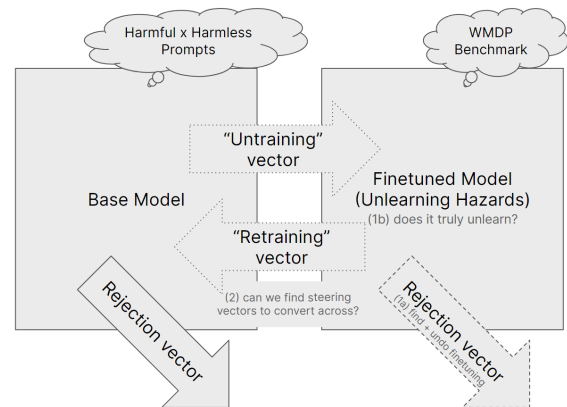 Harmful x Harmless
Prompts
WMDP
Benchmark
“Untraining”
vector
Base Model
Finetuned Model
(Unlearning Hazards)
(1b) does it truly unlearn?
“Retraining”
vector
(2) can we find steering
vectors to convert across?
Rejection vector
Rejection vector
(1a) find + undo finetuning